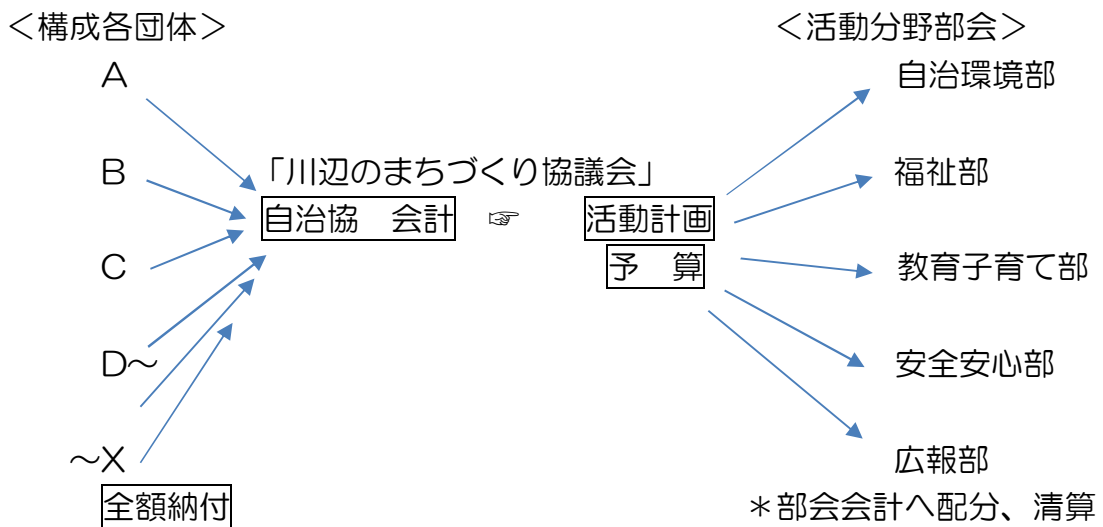 ＜構成各団体＞
＜活動分野部会＞
A
自治環境部
B
「川辺のまちづくり協議会」
福祉部
自治協　会計 ☞ 活動計画
C
予　算
教育子育て部
D～
安全安心部
～X
広報部
全額納付
＊部会会計へ配分、清算